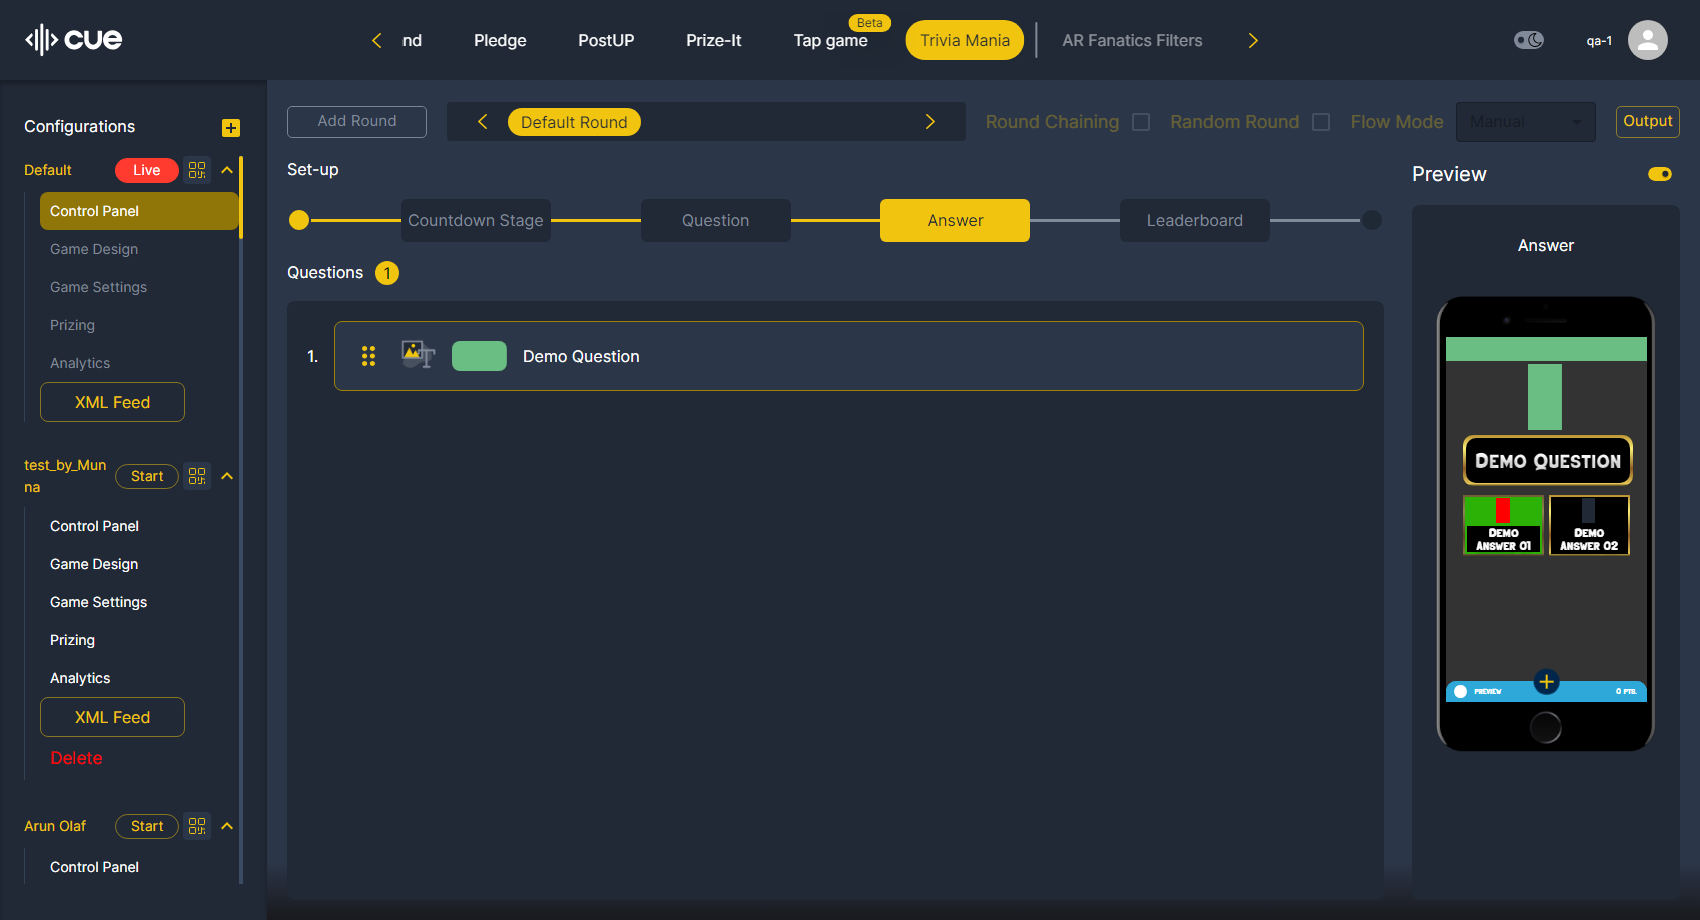 cue
nd
Pledge
PostUP
Prize-It
Tap game
Beta
Trivia Mania
AR Fanatics Filters
qa-1
Configurations
Default
Live
Control Panel
Game Design
Game Settings
Prizing
Analytics
XML Feed
test_by_Mun
na
Start
Control Panel
Game Design
Game Settings
Prizing
Analytics
XML Feed
Delete
Arun Olaf
Start
Control Panel
Add Round
Default Round
Round Chaining
Random Round
Flow Mode
Manual
Output
Set-up
Countdown Stage
Question
Answer
Leaderboard
Questions 1
1.
Demo Question
Preview
Answer
Demo Question
Demo
Answer 01
Demo
Answer 02
PREVIEW
0 PTS.